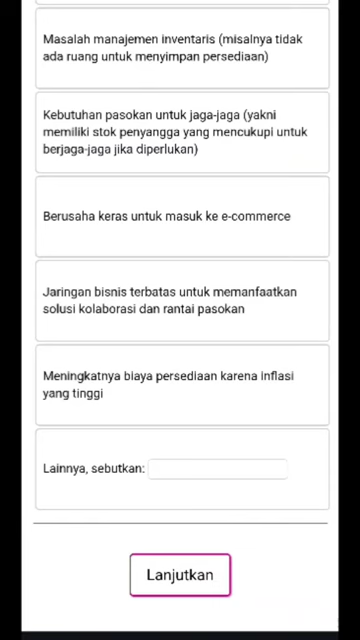 Masalah manajemen inventaris (misalnya tidak
ada ruang untuk menyimpan persediaan)
Kebutuhan pasokan untuk jaga-jaga (yakni
memiliki stok penyangga yang mencukupi untuk
berjaga-jaga jika diperlukan)
Berusaha keras untuk masuk ke e-commerce
Jaringan bisnis terbatas untuk memanfaatkan
solusi kolaborasi dan rantai pasokan
Meningkatnya biaya persediaan karena inflasi
yang tinggi
Lainnya, sebutkan:
Lanjutkan